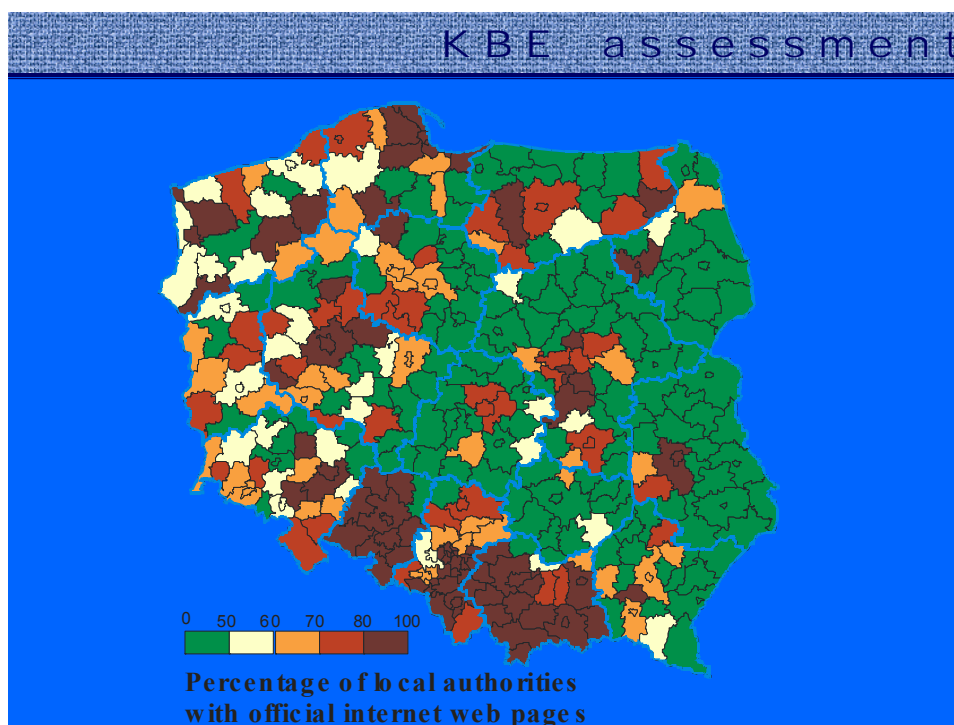 KBE assessment
0 50 60 70 80 100
Percentage of local authorities
with official internet web pages